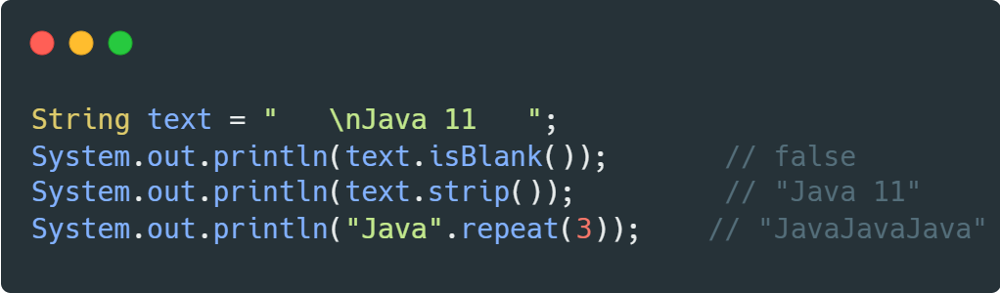 String text = "   \nJava 11   ";
System.out.println(text.isBlank());       // false
System.out.println(text.strip());         // "Java 11"
System.out.println("Java".repeat(3));    // "JavaJavaJava"